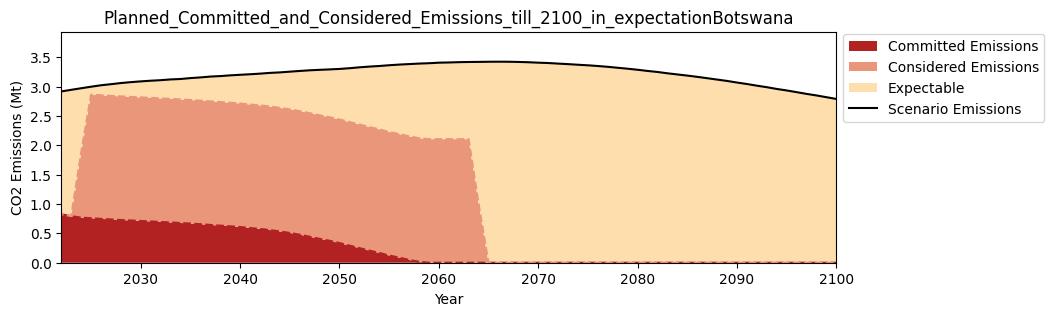 Planned_Committed_and_Considered_Emissions_till_2100_in_expectationBotswana
CO2 Emissions (Mt)
3.5
3.0
2.5
2.0
1.5
1.0
0.5
0.0
2030 2040 2050 2060 2070 2080 2090 2100
Year
Committed Emissions
Considered Emissions
Expectable
Scenario Emissions